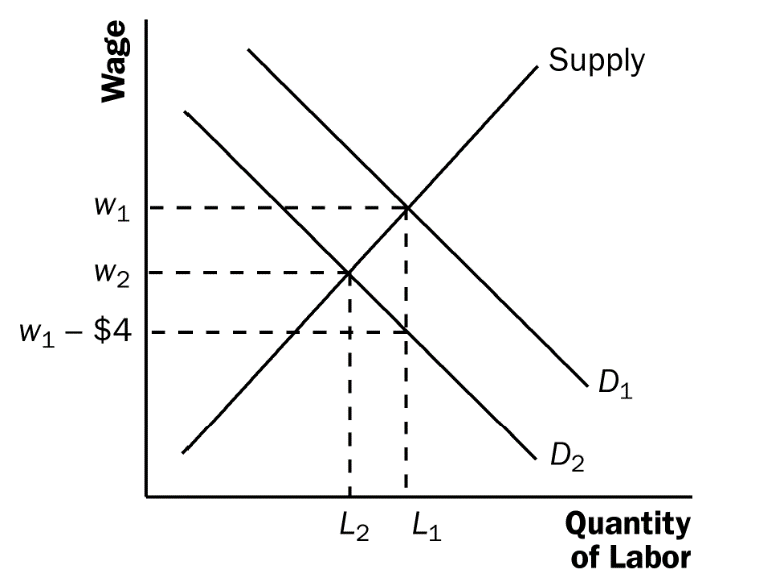 Wage
Supply
w₁
w₂
w₁ – $4
D₁
D₂
L₂
L₁
Quantity
of Labor